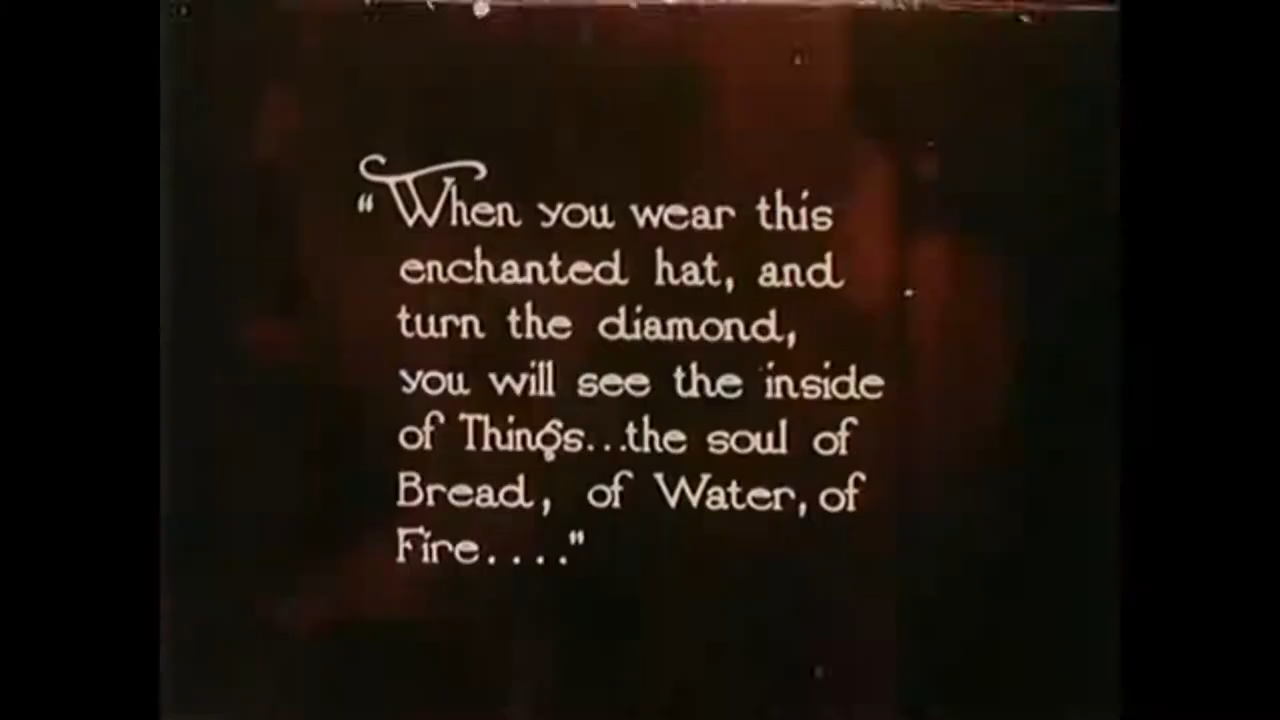 "When you wear this
enchanted hat, and
turn the diamond,
you will see the inside
of Things...the soul of
Bread, of Water, of
Fire...."